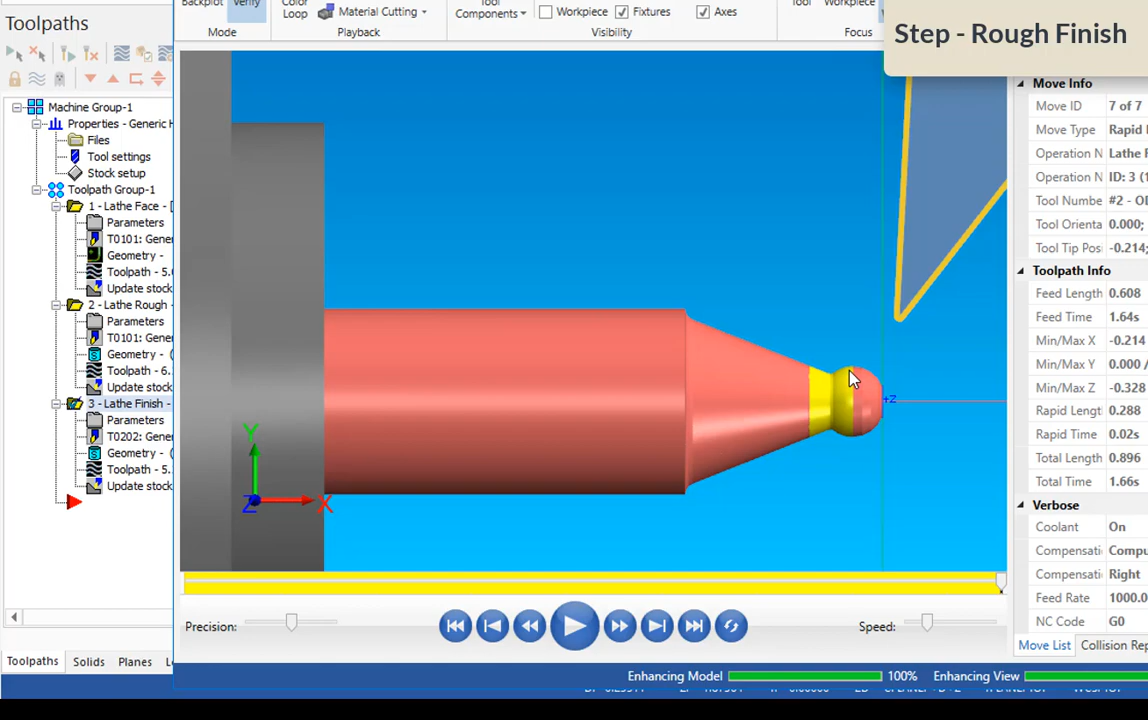 Toolpaths
Machine Group-1
Properties - Generic
Files
Tool settings
Stock setup
Toolpath Group-1
1 - Lathe Face - [
Parameters
T0101: Gene
Geometry -
Toolpath - 5.
Update stock
2 - Lathe Rough
Parameters
T0101: Gene
Geometry - (
Toolpath - 6.
Update stock
3 - Lathe Finish
Parameters
T0202: Gene
Geometry - (
Toolpath - 5.
Update stock
Toolpaths Solids Planes
Backplot Verify
Mode
Color
Loop
Material Cutting
Playback
Tool
Components
Workpiece
Fixtures
Axes
Visibility
Tool Workpiece
Focus
Step - Rough Finish
Y
Z
X
+Z
Precision:
Speed:
Move Info
Move ID 7 of 7
Move Type Rapid
Operation N Lathe F
Operation N ID: 3 (1
Tool Numbe #2 - OD
Tool Orienta 0.000;
Tool Tip Pos -0.214;
Toolpath Info
Feed Length 0.608
Feed Time 1.64s
Min/Max X -0.214
Min/Max Y 0.000 /
Min/Max Z -0.328
Rapid Length 0.288
Rapid Time 0.02s
Total Length 0.896
Total Time 1.66s
Verbose
Coolant On
Compensati Compu
Compensati Right
Feed Rate 1000.0
NC Code G0
Move List Collision Rep
Enhancing Model 100% Enhancing View